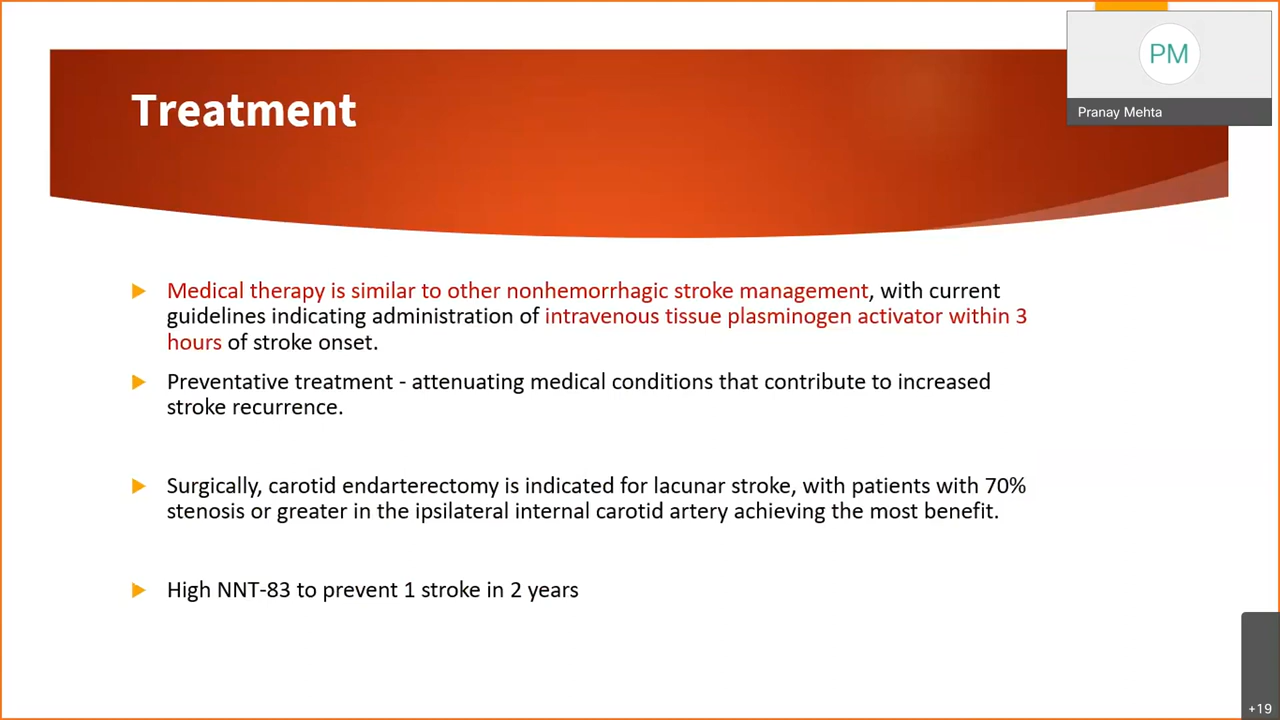 PM
Pranay Mehta
Treatment
Medical therapy is similar to other nonhemorrhagic stroke management, with current
guidelines indicating administration of intravenous tissue plasminogen activator within 3
hours of stroke onset.
Preventative treatment - attenuating medical conditions that contribute to increased
stroke recurrence.
Surgically, carotid endarterectomy is indicated for lacunar stroke, with patients with 70%
stenosis or greater in the ipsilateral internal carotid artery achieving the most benefit.
High NNT-83 to prevent 1 stroke in 2 years
+19